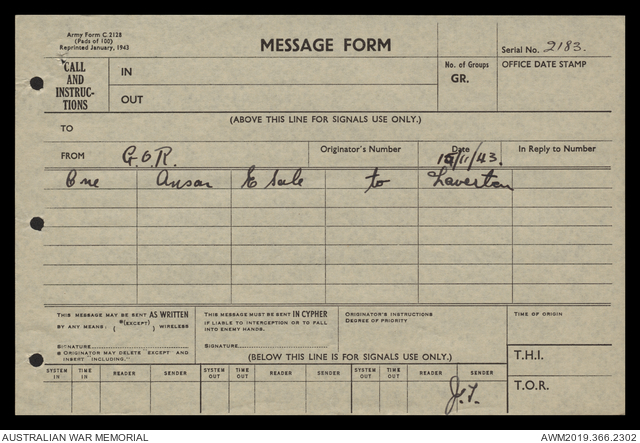 Army Form C.2128
(Pads of 100)
Reprinted January, 1943
MESSAGE FORM
Serial No. 2183.
CALL AND INSTRUC-TIONS
IN
OUT
No. of Groups
GR.
OFFICE DATE STAMP
(ABOVE THIS LINE FOR SIGNALS USE ONLY.)
TO
FROM G.O.R.
Originator's Number
Date
/11/43.
In Reply to Number
One Anson E Sale to Laverton
THIS MESSAGE MAY BE SENT AS WRITTEN
BY ANY MEANS. (*(EXCEPT) ) WIRELESS
SIGNATURE
* ORIGINATOR MAY DELETE EXCEPT AND
INSERT INCLUDING."
THIS MESSAGE MUST BE SENT IN CYPHER
IF LIABLE TO INTERCEPTION OR TO FALL
INTO ENEMY HANDS.
SIGNATURE
ORIGINATOR'S INSTRUCTIONS
DEGREE OF PRIORITY
TIME OF ORIGIN
(BELOW THIS LINE IS FOR SIGNALS USE ONLY.)
T.H.I.
SYSTEM IN TIME IN READER SENDER SYSTEM OUT TIME OUT READER SENDER SYSTEM OUT TIME OUT READER SENDER
T.O.R.
J.T.
AUSTRALIAN WAR MEMORIAL
AWM2019.366.2302